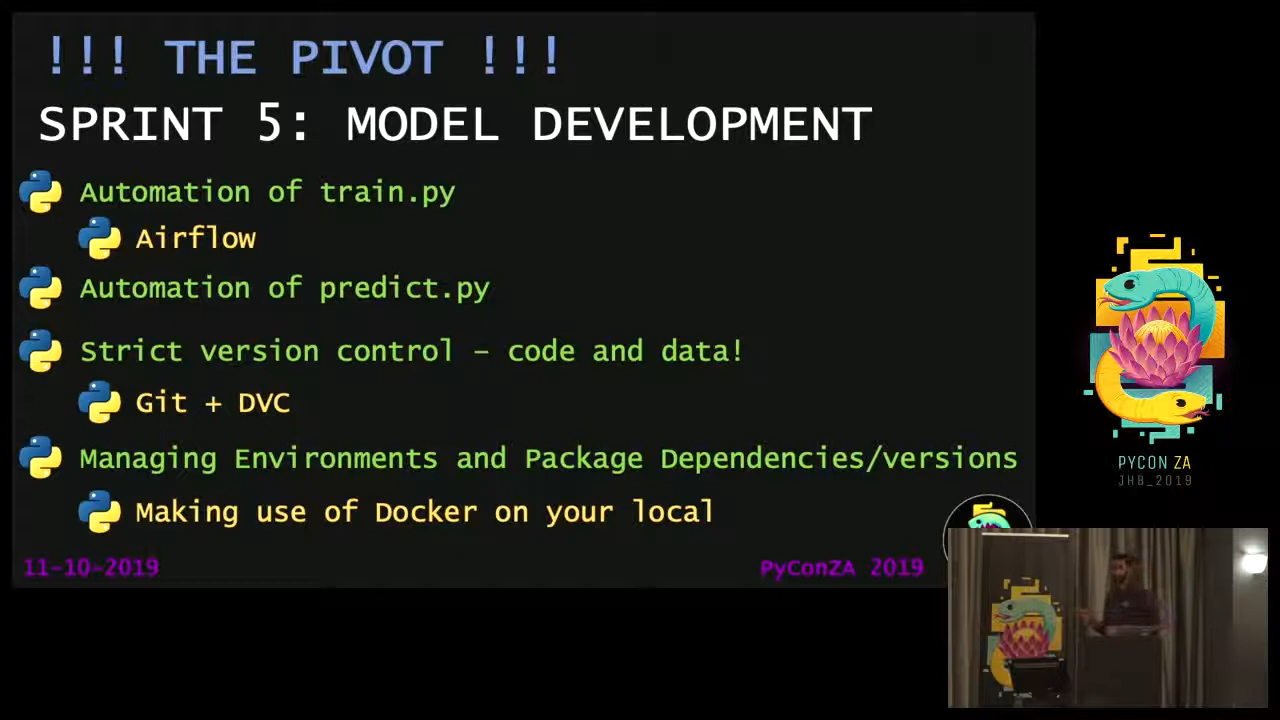 !!! THE PIVOT !!!
SPRINT 5: MODEL DEVELOPMENT
Automation of train.py
Airflow
Automation of predict.py
Strict version control – code and data!
Git + DVC
Managing Environments and Package Dependencies/versions
Making use of Docker on your local
11-10-2019
PyConZA 2019
PYCON ZA
JHB_2019